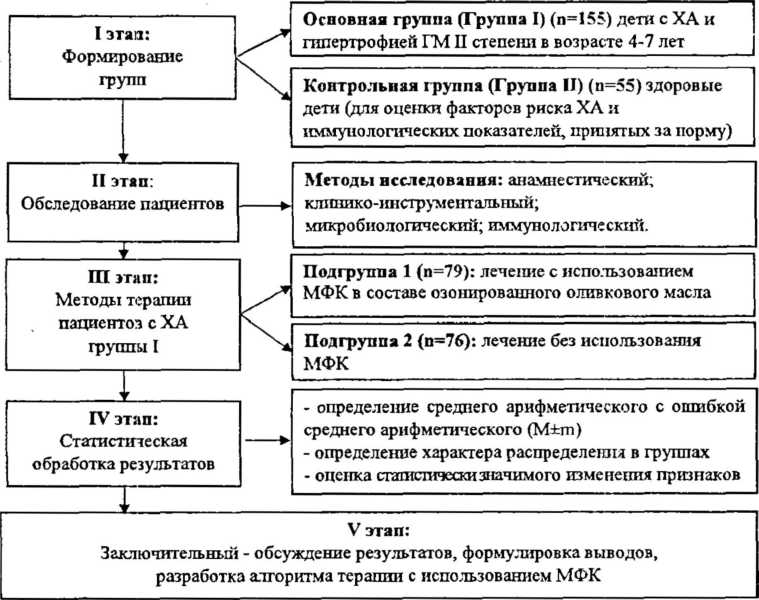 I этап:
Формирование
групп
Основная группа (Группа I) (n=155) дети с ХА и
гипертрофией ГМ II степени в возрасте 4-7 лет
Контрольная группа (Группа II) (n=55) здоровые
дети (для оценки факторов риска ХА и
иммунологических показателей, принятых за норму)
II этап:
Обследование пациентов
Методы исследования: анамнестический;
клинико-инструментальный;
микробиологический; иммунологический.
III этап:
Методы терапии
пациентоз с ХА
группы I
Подгруппа 1 (n=79): лечение с использованием
МФК в составе озонированного оливкового масла
Подгруппа 2 (n=76): лечение без использования
МФК
IV этап:
Статистическая
обработка результатов
- определение среднего арифметического с ошибкой
среднего арифметического (M±m)
- определение характера распределения в группах
- оценка статистически значимого изменения признаков
V этап:
Заключительный - обсуждение результатов, формулировка выводов,
разработка алгоритма терапии с использованием МФК